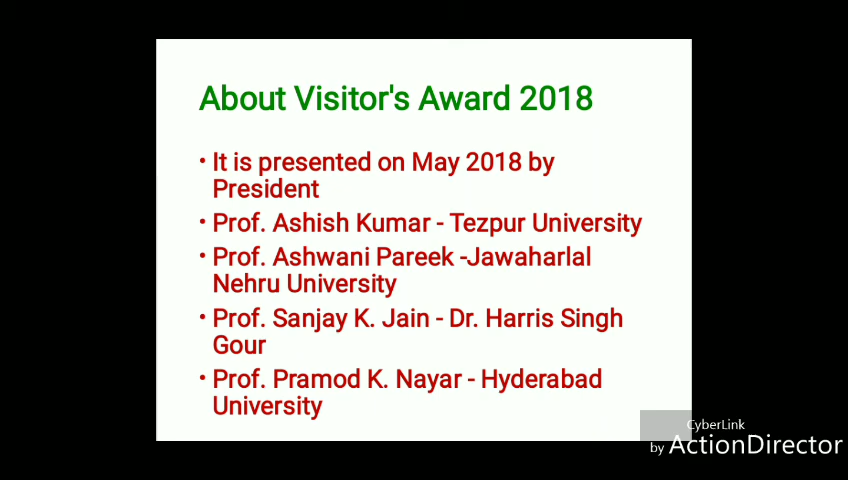 About Visitor's Award 2018
• It is presented on May 2018 by
President
• Prof. Ashish Kumar - Tezpur University
• Prof. Ashwani Pareek -Jawaharlal
Nehru University
• Prof. Sanjay K. Jain - Dr. Harris Singh
Gour
• Prof. Pramod K. Nayar - Hyderabad
University
CyberLink
by ActionDirector